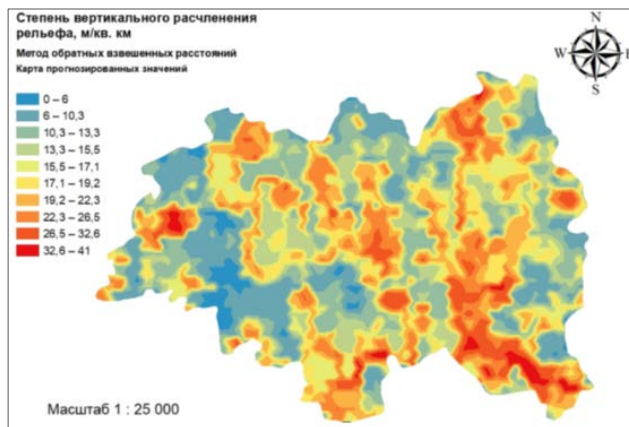 Степень вертикального расчленения
рельефа, м/кв. км
Метод обратных взвешенных расстояний
Карта прогнозированных значений
0 – 6
6 – 10,3
10,3 – 13,3
13,3 – 15,5
15,5 – 17,1
17,1 – 19,2
19,2 – 22,3
22,3 – 26,5
26,5 – 32,6
32,6 – 41
N
W
E
S
Масштаб 1 : 25 000